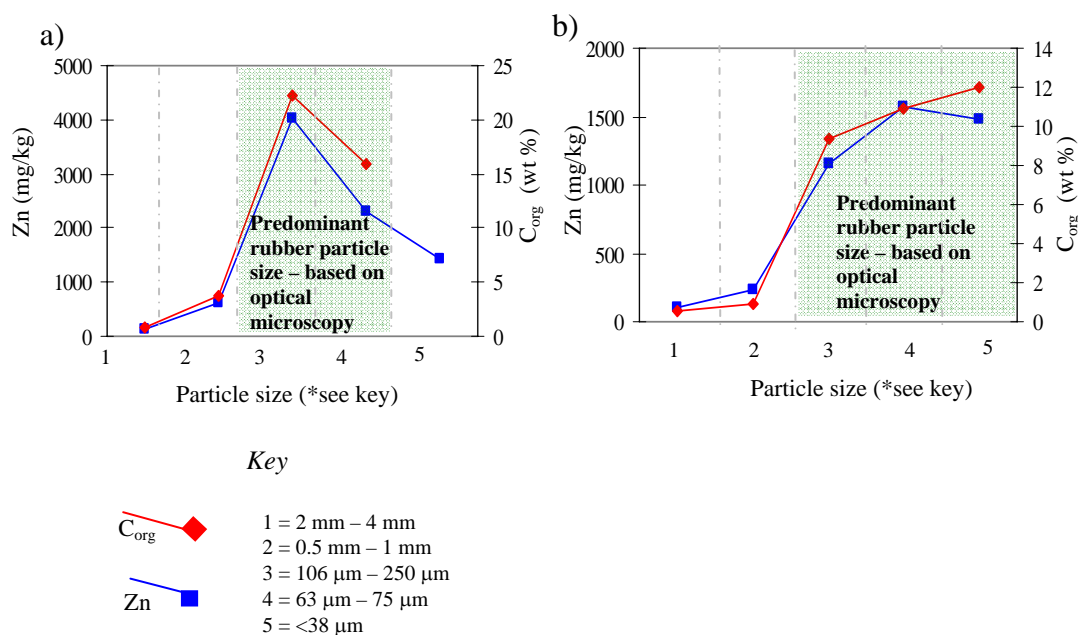 a)
5000
4000
3000
2000
1000
0
Zn (mg/kg)
25
20
15
10
5
0
C_org (wt %)
Predominant
rubber particle
size – based on
optical
microscopy
1 2 3 4 5
Particle size (*see key)
b)
2000
1500
1000
500
0
Zn (mg/kg)
14
12
10
8
6
4
2
0
C_org (wt %)
Predominant
rubber particle
size – based on
optical
microscopy
1 2 3 4 5
Particle size (*see key)
Key
C_org
Zn
1 = 2 mm – 4 mm
2 = 0.5 mm – 1 mm
3 = 106 μm – 250 μm
4 = 63 μm – 75 μm
5 = <38 μm